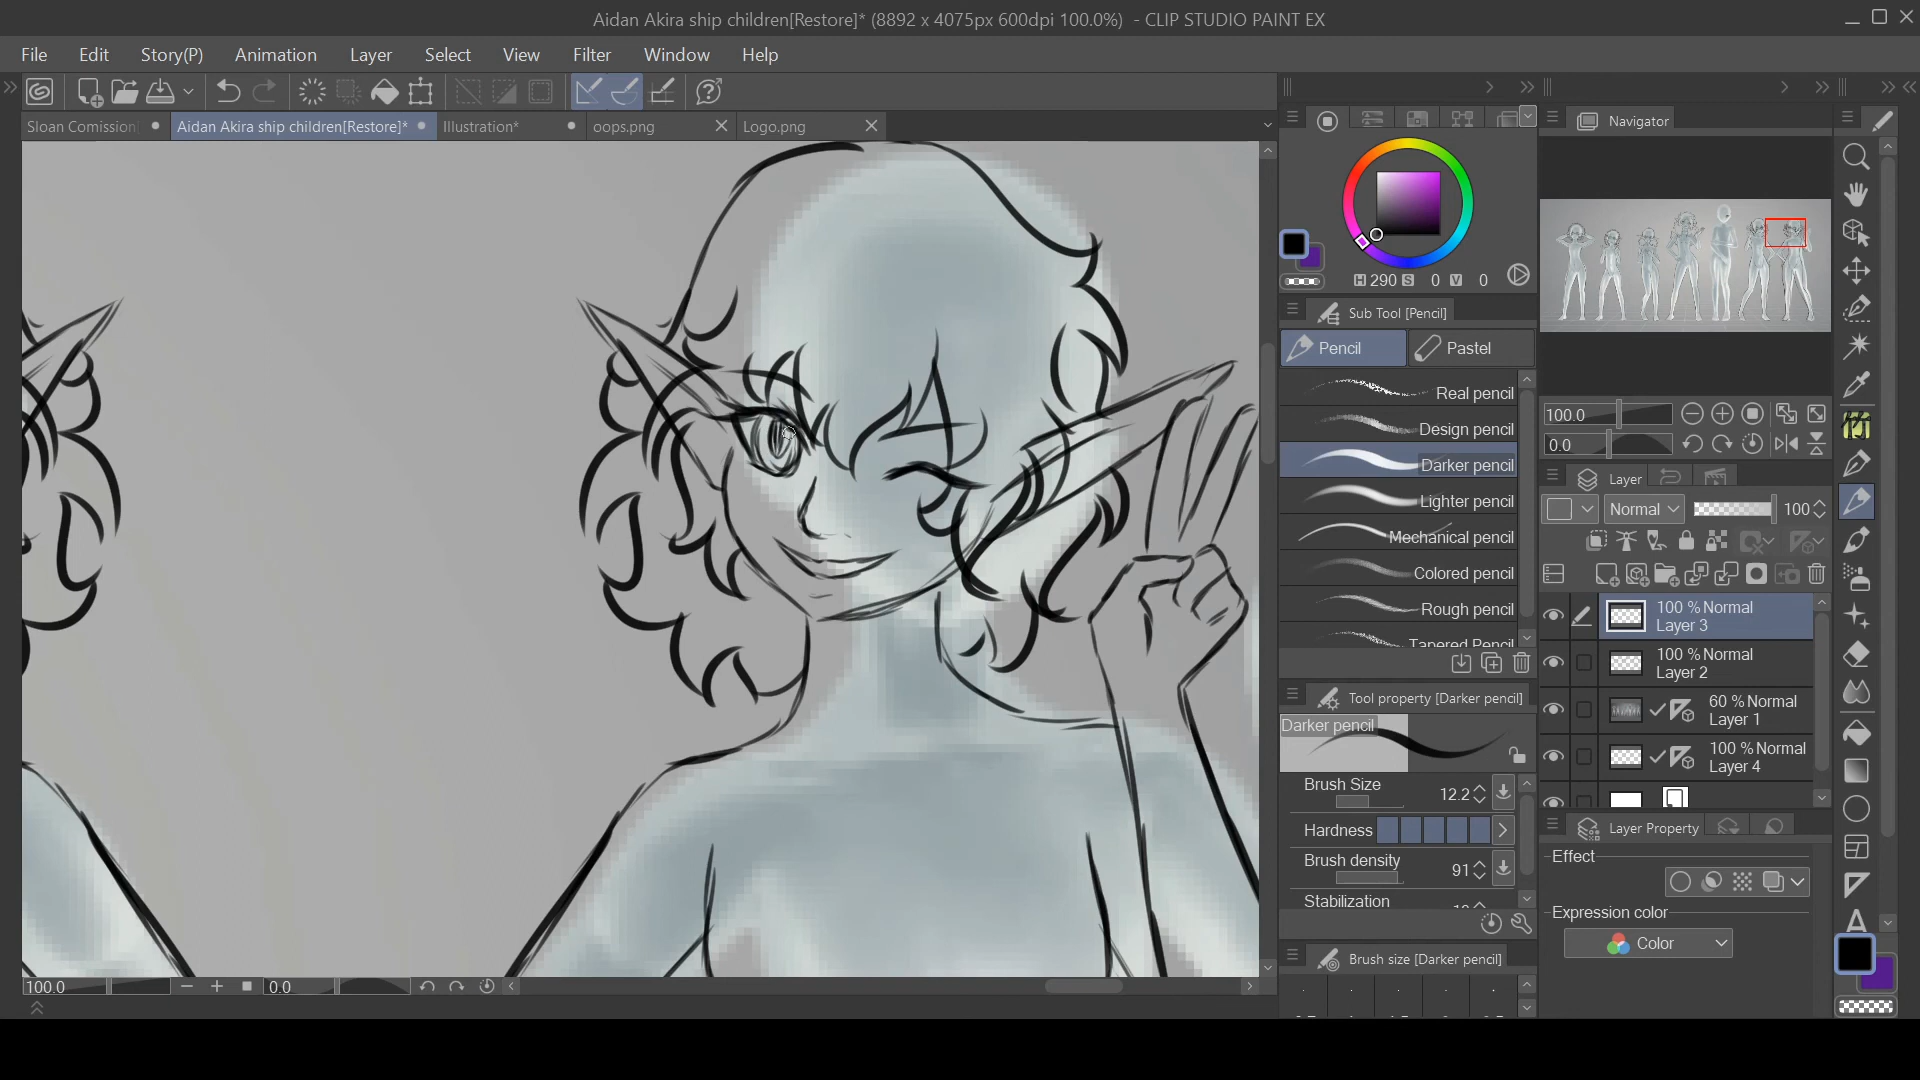 Aidan Akira ship children[Restore]* (8892 x 4075px 600dpi 100.0%) - CLIP STUDIO PAINT EX
File Edit Story(P) Animation Layer Select View Filter Window Help
Sloan Comission Aidan Akira ship children[Restore]* Illustration* oops.png Logo.png
Navigator
H 290 S 0 V 0
Sub Tool [Pencil]
Pencil Pastel
Real pencil
Design pencil
Darker pencil
Lighter pencil
Mechanical pencil
Colored pencil
Rough pencil
Tapered Pencil
100.0
0.0
Layer
Normal 100
100 % Normal
Layer 3
100 % Normal
Layer 2
60 % Normal
Layer 1
100 % Normal
Layer 4
Tool property [Darker pencil]
Darker pencil
Brush Size 12.2
Hardness
Brush density 91
Stabilization
Layer Property
Effect
Expression color
Color
Brush size [Darker pencil]
100.0 0.0